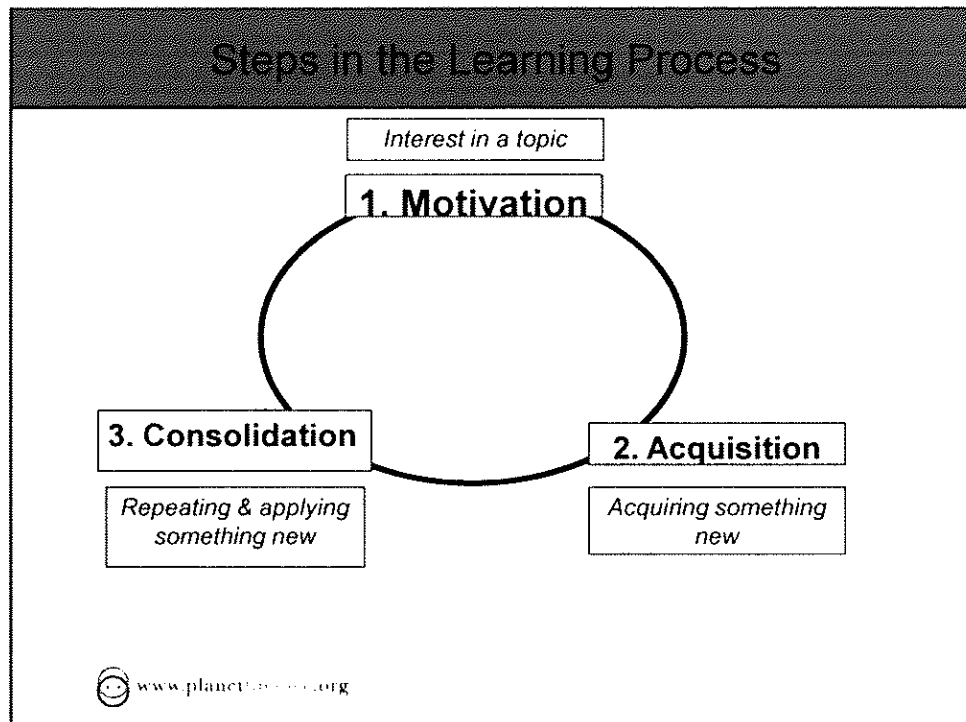 Steps in the Learning Process
Interest in a topic
1. Motivation
3. Consolidation
2. Acquisition
Repeating & applying
something new
Acquiring something
new